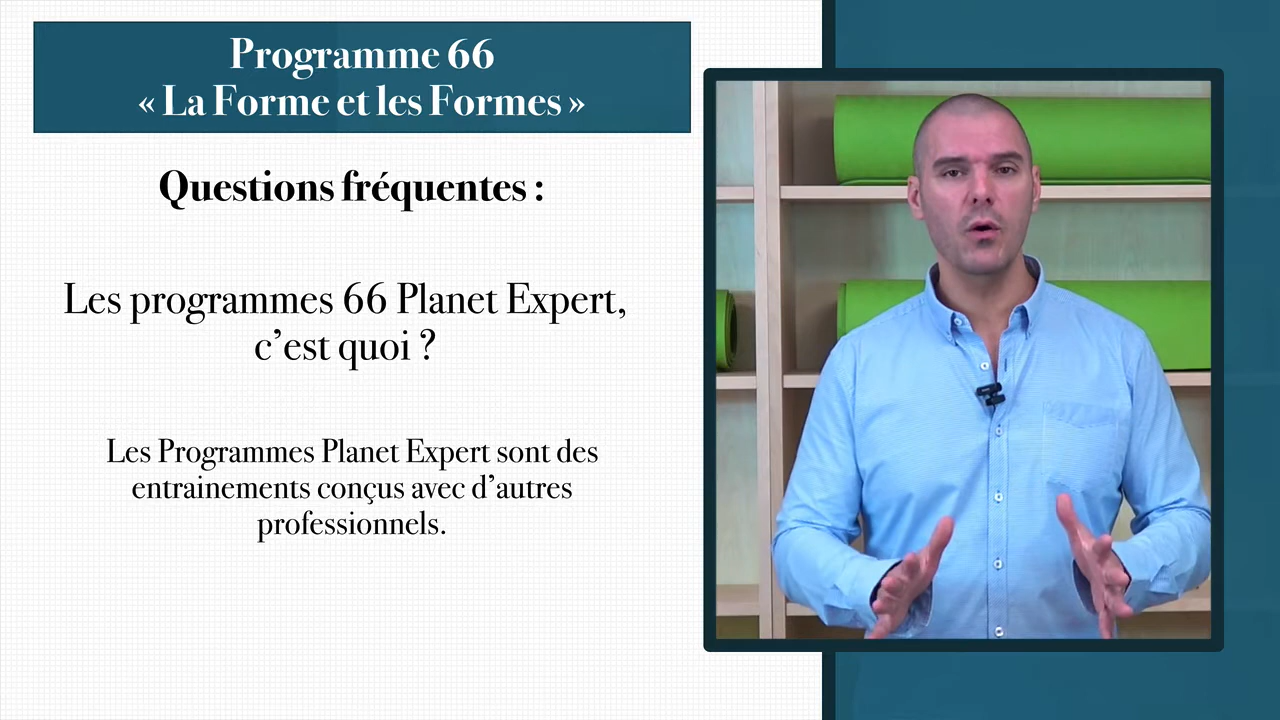 Programme 66
« La Forme et les Formes »
Questions fréquentes :
Les programmes 66 Planet Expert,
c’est quoi ?
Les Programmes Planet Expert sont des
entrainements conçus avec d’autres
professionnels.